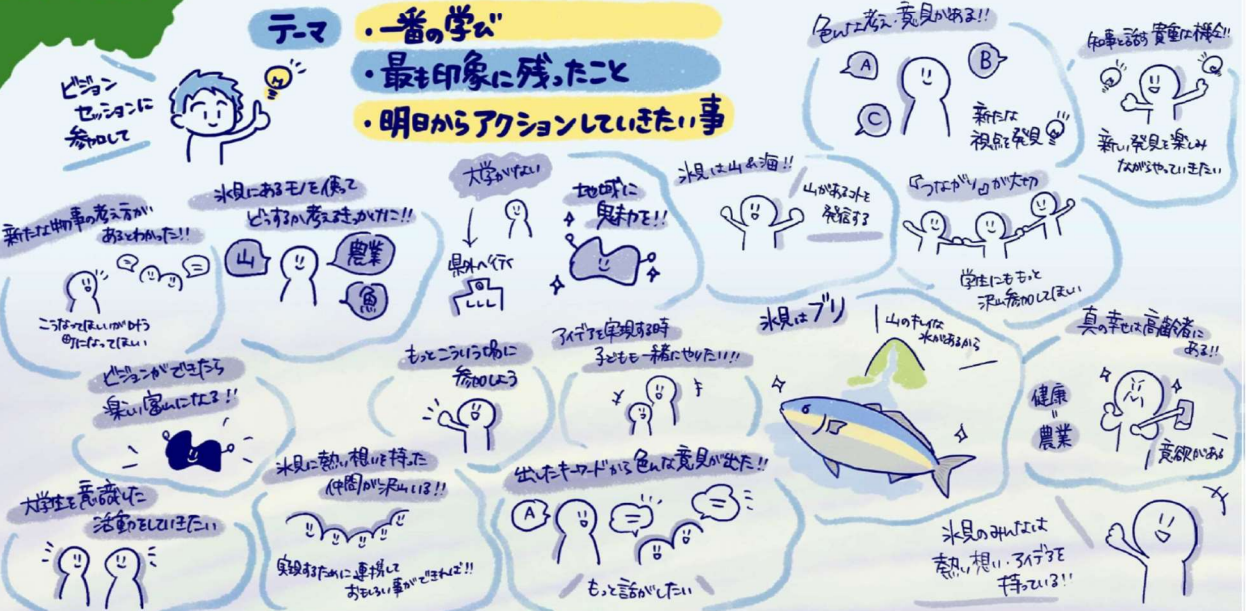 テーマ
・一番の学び
・最も印象に残ったこと
・明日からアクションしていきたい事
ビジョン
セッションに
参加して
色んな考え・意見がある!!
A
B
C
新たな
視点を発見
知事と話す貴重な機会!!
新しい発見を楽しみ
ながらやっていきたい
新たな物事の考え方が
あるとわかった!!
こうなってほしいが叶う
町になってほしい
氷見にあるモノを使って
どうするか考えるきっかけに!!
山
農業
魚
大学がない
県外へ行く
地域に
魅力を!!
氷見は山&海!!
山があるコトを
発信する
『つながり』が大切
学生にももっと
沢山参加してほしい
ビジョンができたら
楽しい富山になる!!
もっとこういう場に
参加しよう
アイデアを実現する時
子どもも一緒にやりたい!!
氷見はブリ
山のキレイな
水があるから
真の幸せは高齢者に
ある!!
健康
=
農業
意欲がある
大学生を意識した
活動をしていきたい
氷見に熱い想いを持った
仲間が沢山いる!!
実現するために連携して
おもしろい事ができれば!!
出したキーワードから色んな意見が出た!!
A
もっと話がしたい
氷見のみんなは
熱い想い・アイデアを
持っている!!